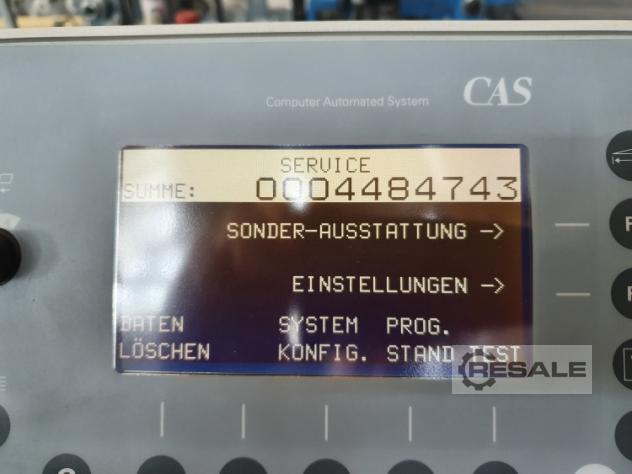 CAS
Computer Automated System
SERVICE
SUMME: 0004484743
SONDER-AUSSTATTUNG ->
EINSTELLUNGEN ->
DATEN SYSTEM PROG.
LÖSCHEN KONFIG. STAND TEST
RESALE